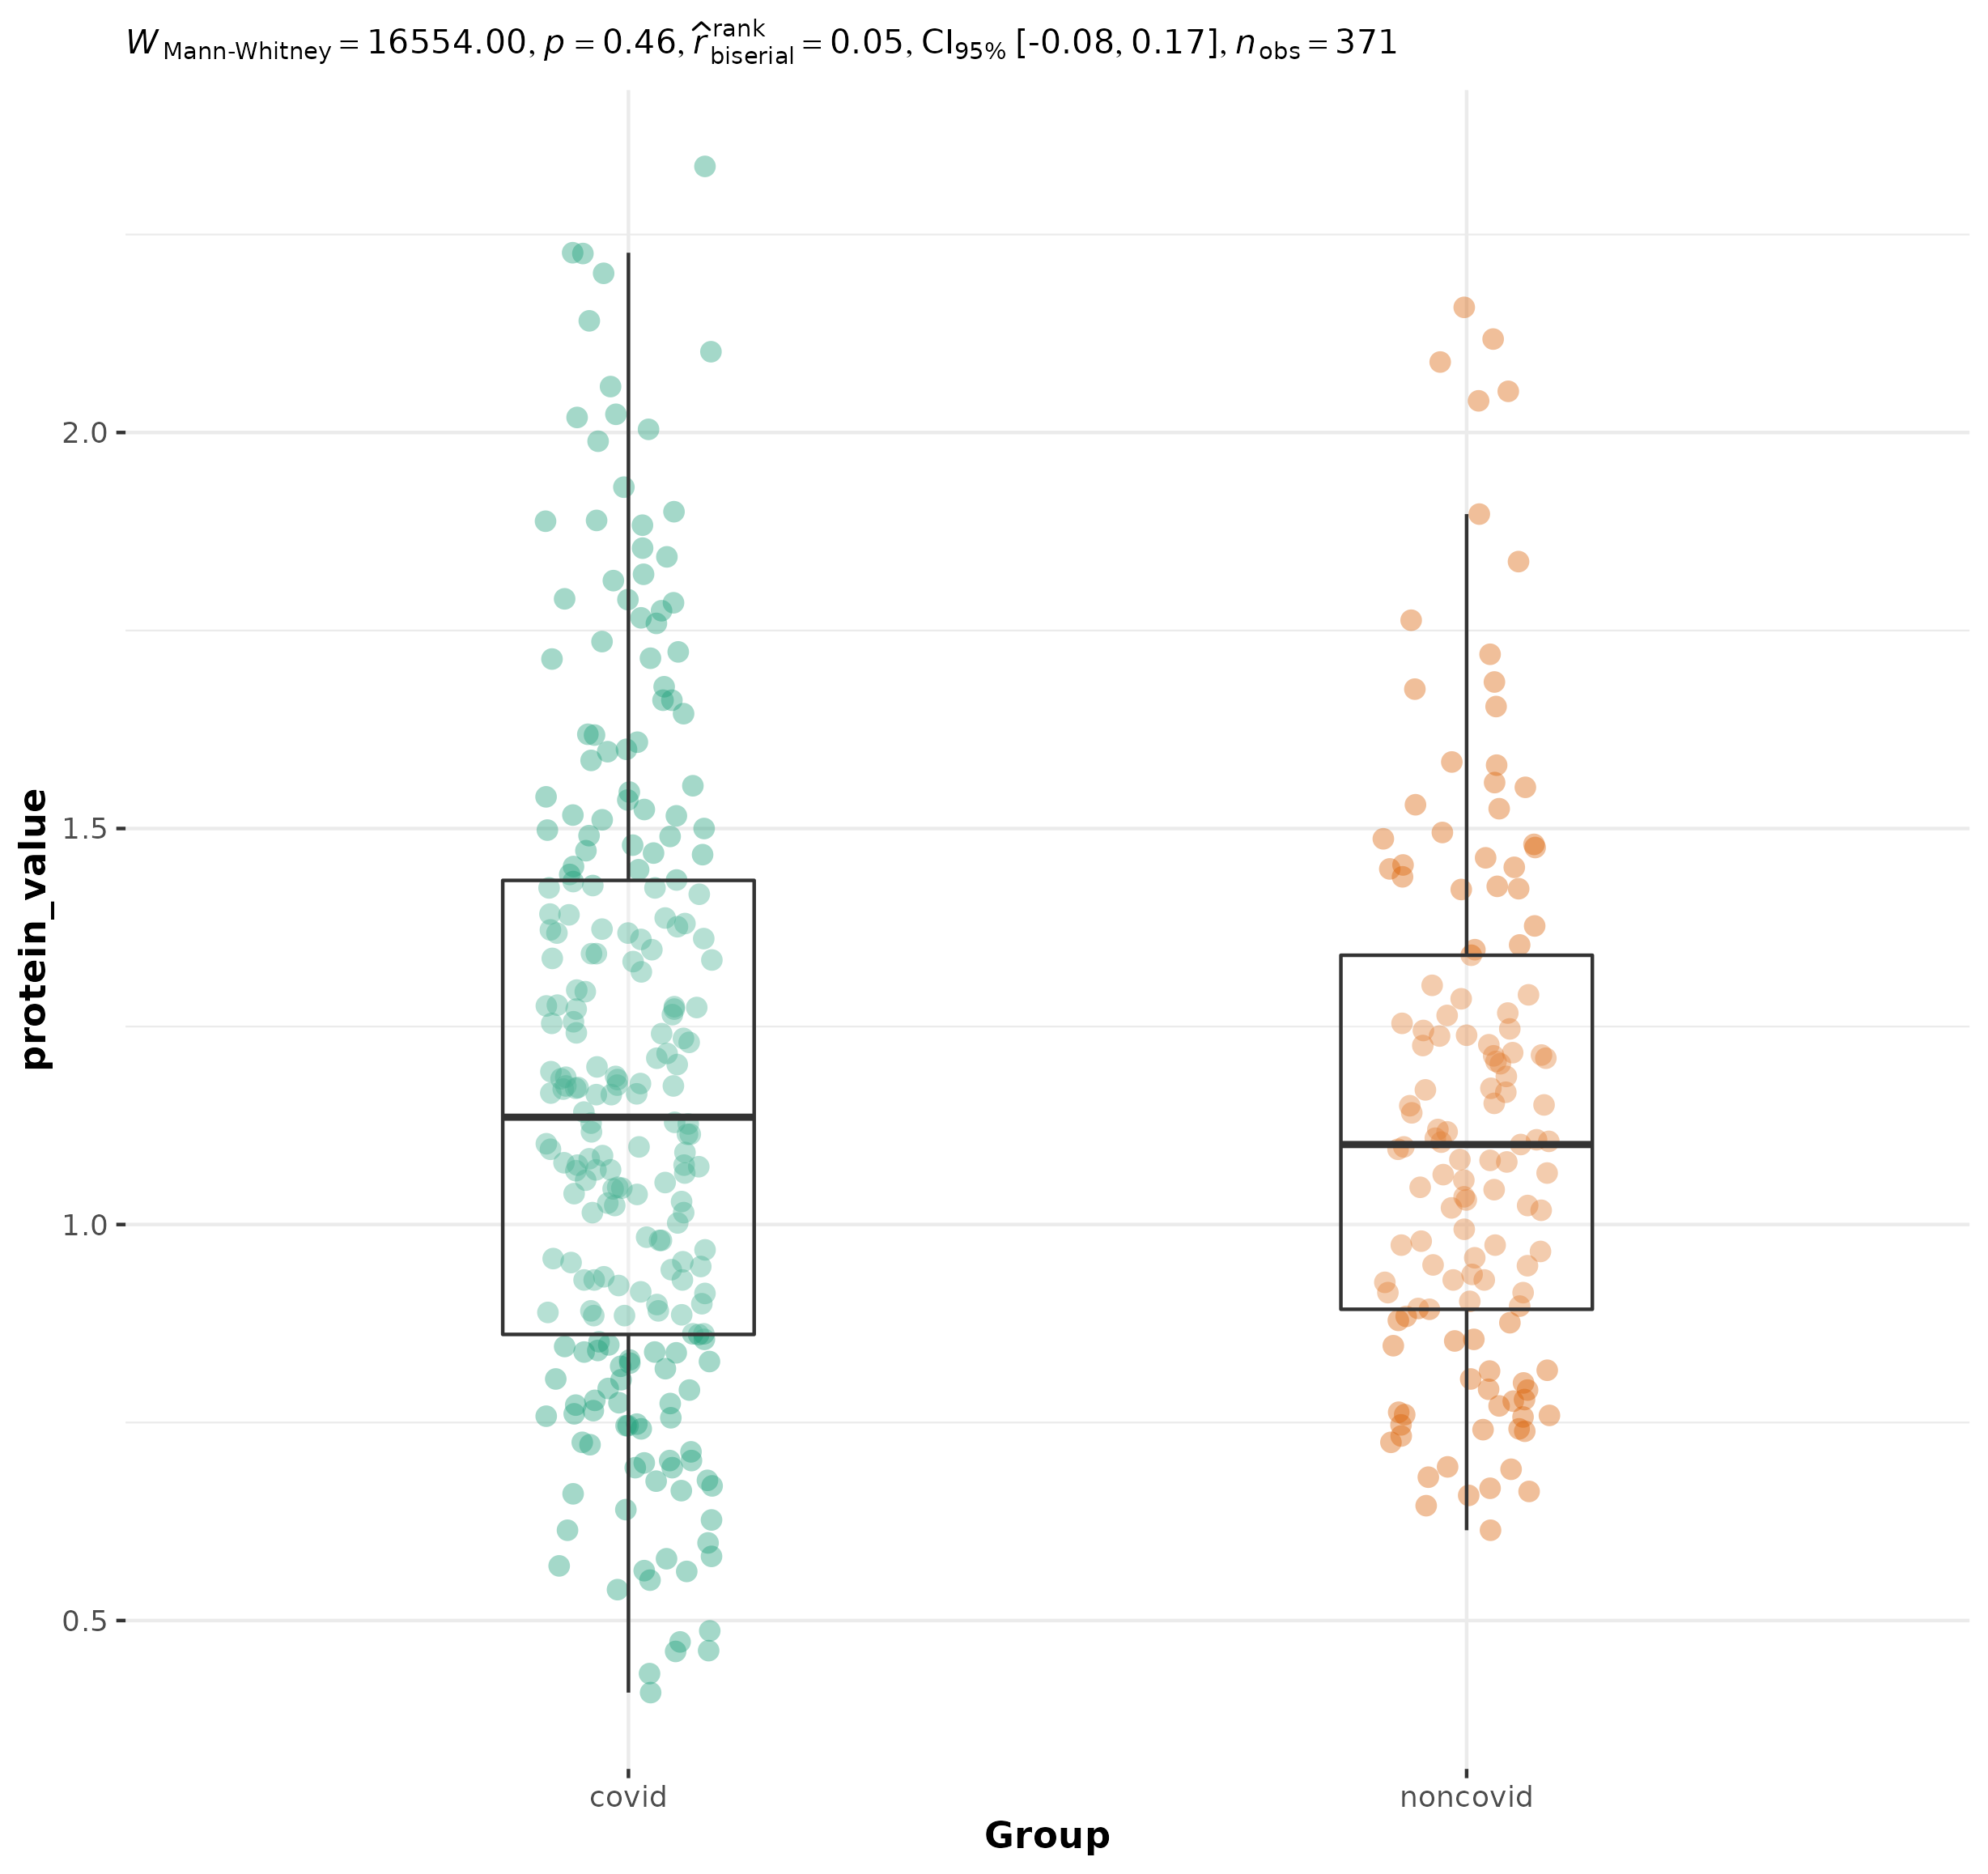 W Mann-Whitney = 16554.00, p = 0.46, r̂ rank biserial = 0.05, CI95% [-0.08, 0.17], n obs = 371
protein_value
2.0
1.5
1.0
0.5
covid noncovid
Group